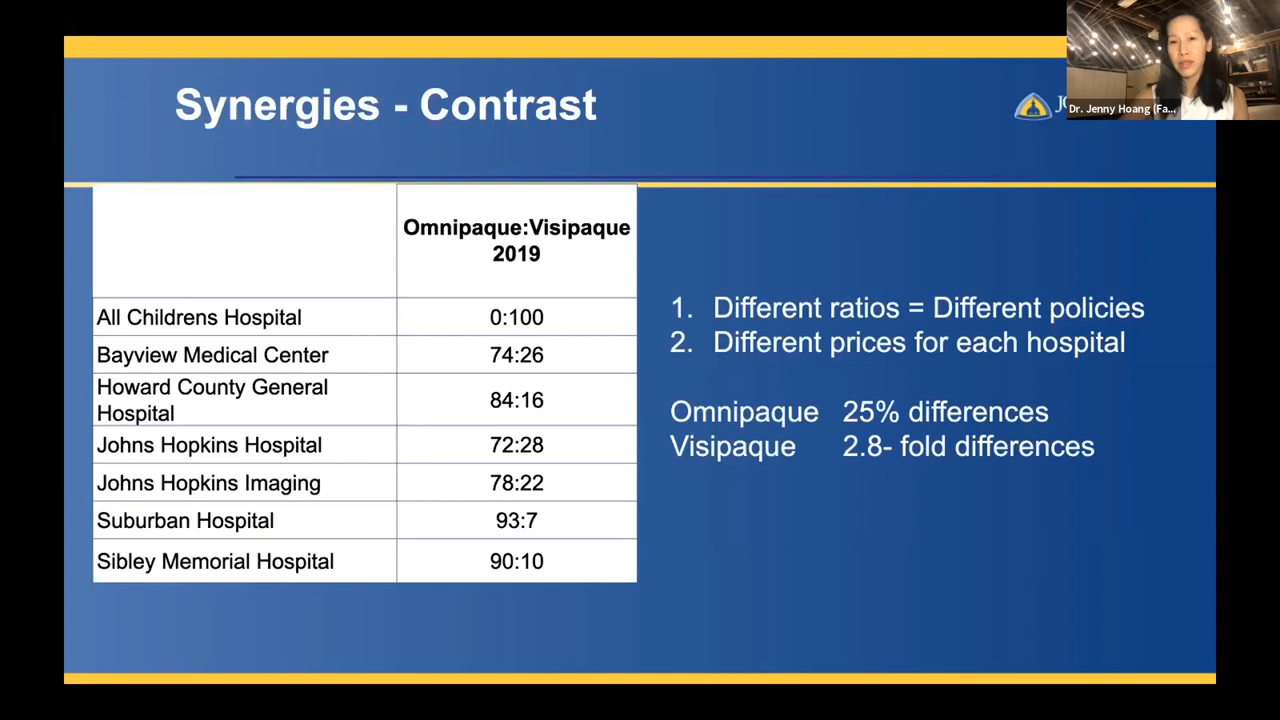 Synergies - Contrast
Dr. Jenny Hoang (Fa...
Omnipaque:Visipaque
2019
All Childrens Hospital 0:100
Bayview Medical Center 74:26
Howard County General
Hospital 84:16
Johns Hopkins Hospital 72:28
Johns Hopkins Imaging 78:22
Suburban Hospital 93:7
Sibley Memorial Hospital 90:10
1. Different ratios = Different policies
2. Different prices for each hospital
Omnipaque 25% differences
Visipaque 2.8- fold differences